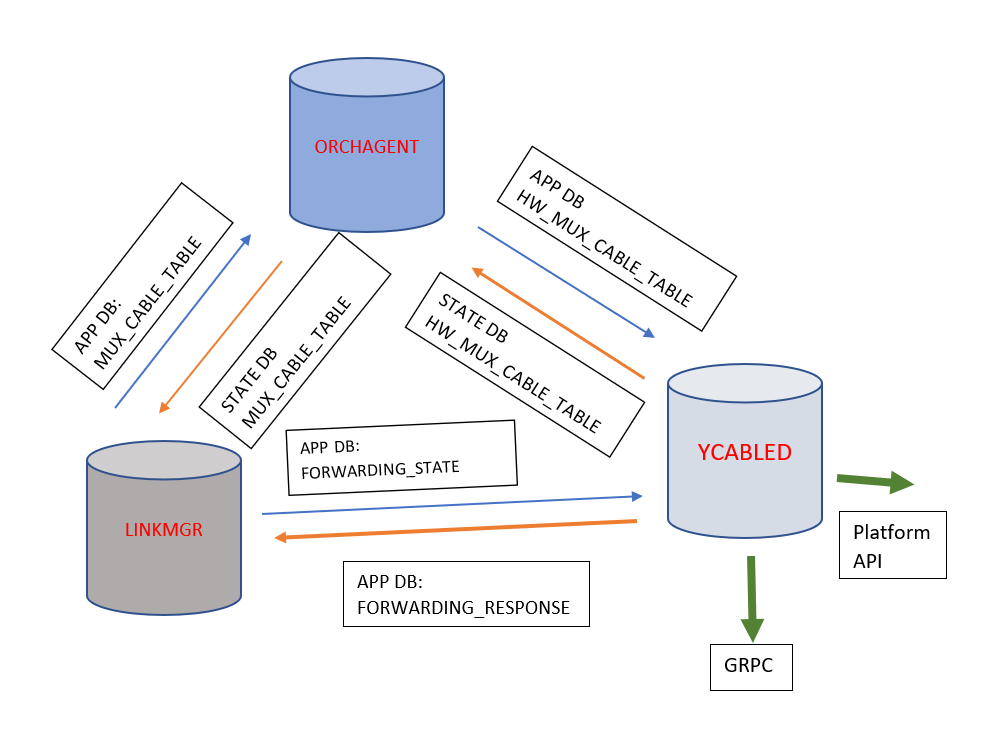 ORCHAGENT
APP DB:
MUX_CABLE_TABLE
STATE DB
MUX_CABLE_TABLE
APP DB
HW_MUX_CABLE_TABLE
STATE DB
HW_MUX_CABLE_TABLE
YCABLED
LINKMGR
APP DB:
FORWARDING_STATE
APP DB:
FORWARDING_RESPONSE
Platform
API
GRPC